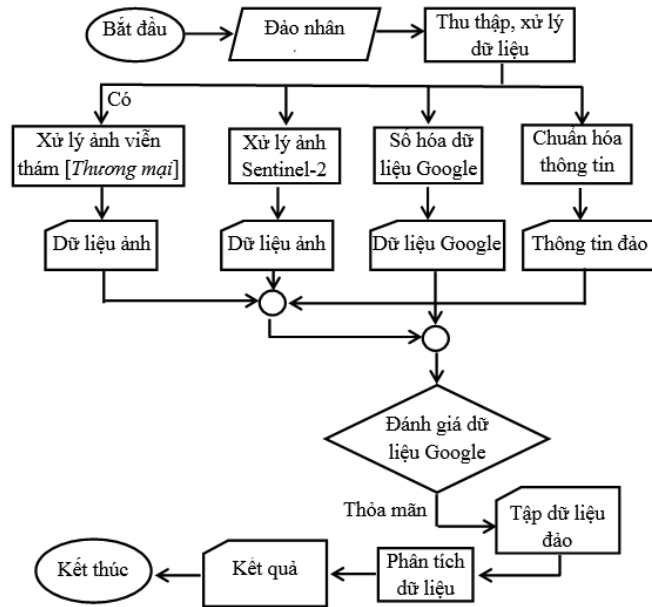 Bắt đầu
Đảo nhân
Thu thập, xử lý
dữ liệu
Có
Xử lý ảnh viễn
thám [Thương mại]
Xử lý ảnh
Sentinel-2
Số hóa dữ
liệu Google
Chuẩn hóa
thông tin
Dữ liệu ảnh
Dữ liệu ảnh
Dữ liệu Google
Thông tin đảo
Đánh giá dữ
liệu Google
Thỏa mãn
Tập dữ liệu
đảo
Kết thúc
Kết quả
Phân tích
dữ liệu